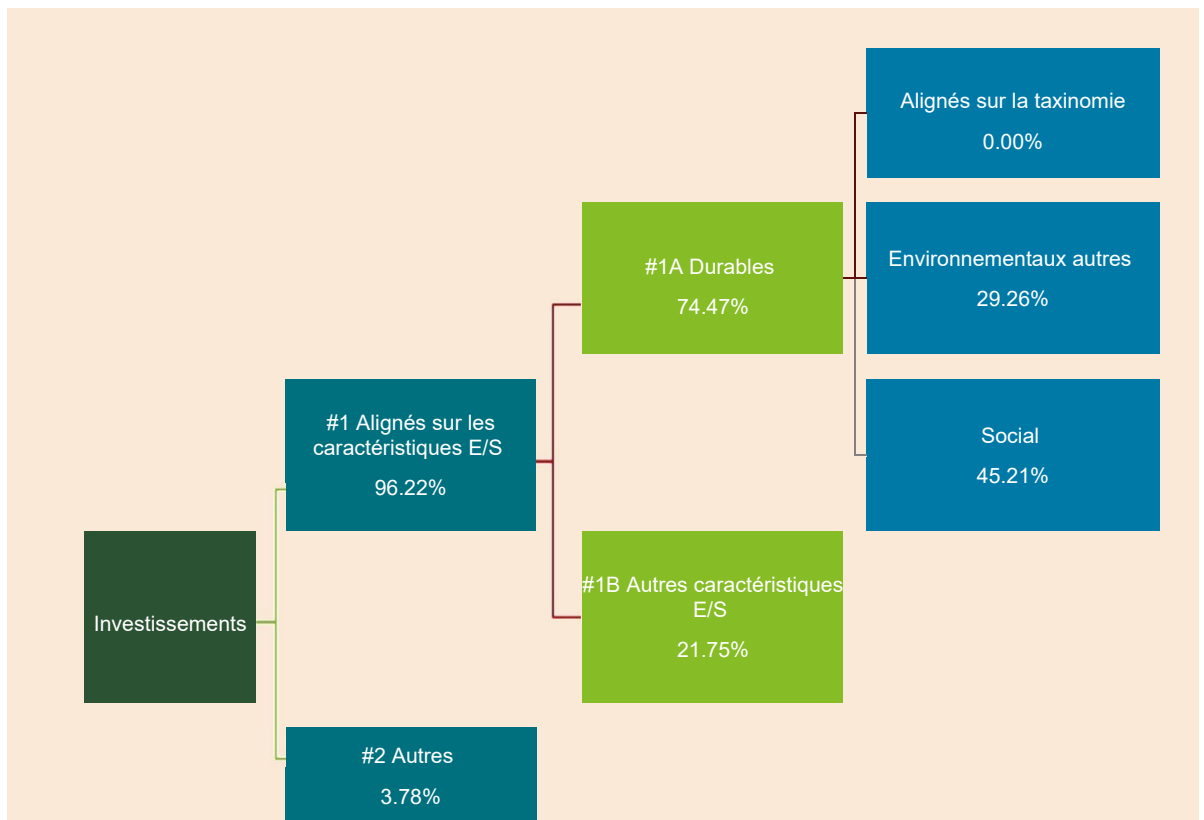 Alignés sur la taxinomie
0.00%
#1A Durables
74.47%
Environnementaux autres
29.26%
#1 Alignés sur les
caractéristiques E/S
96.22%
Social
45.21%
Investissements
#1B Autres caractéristiques
E/S
21.75%
#2 Autres
3.78%